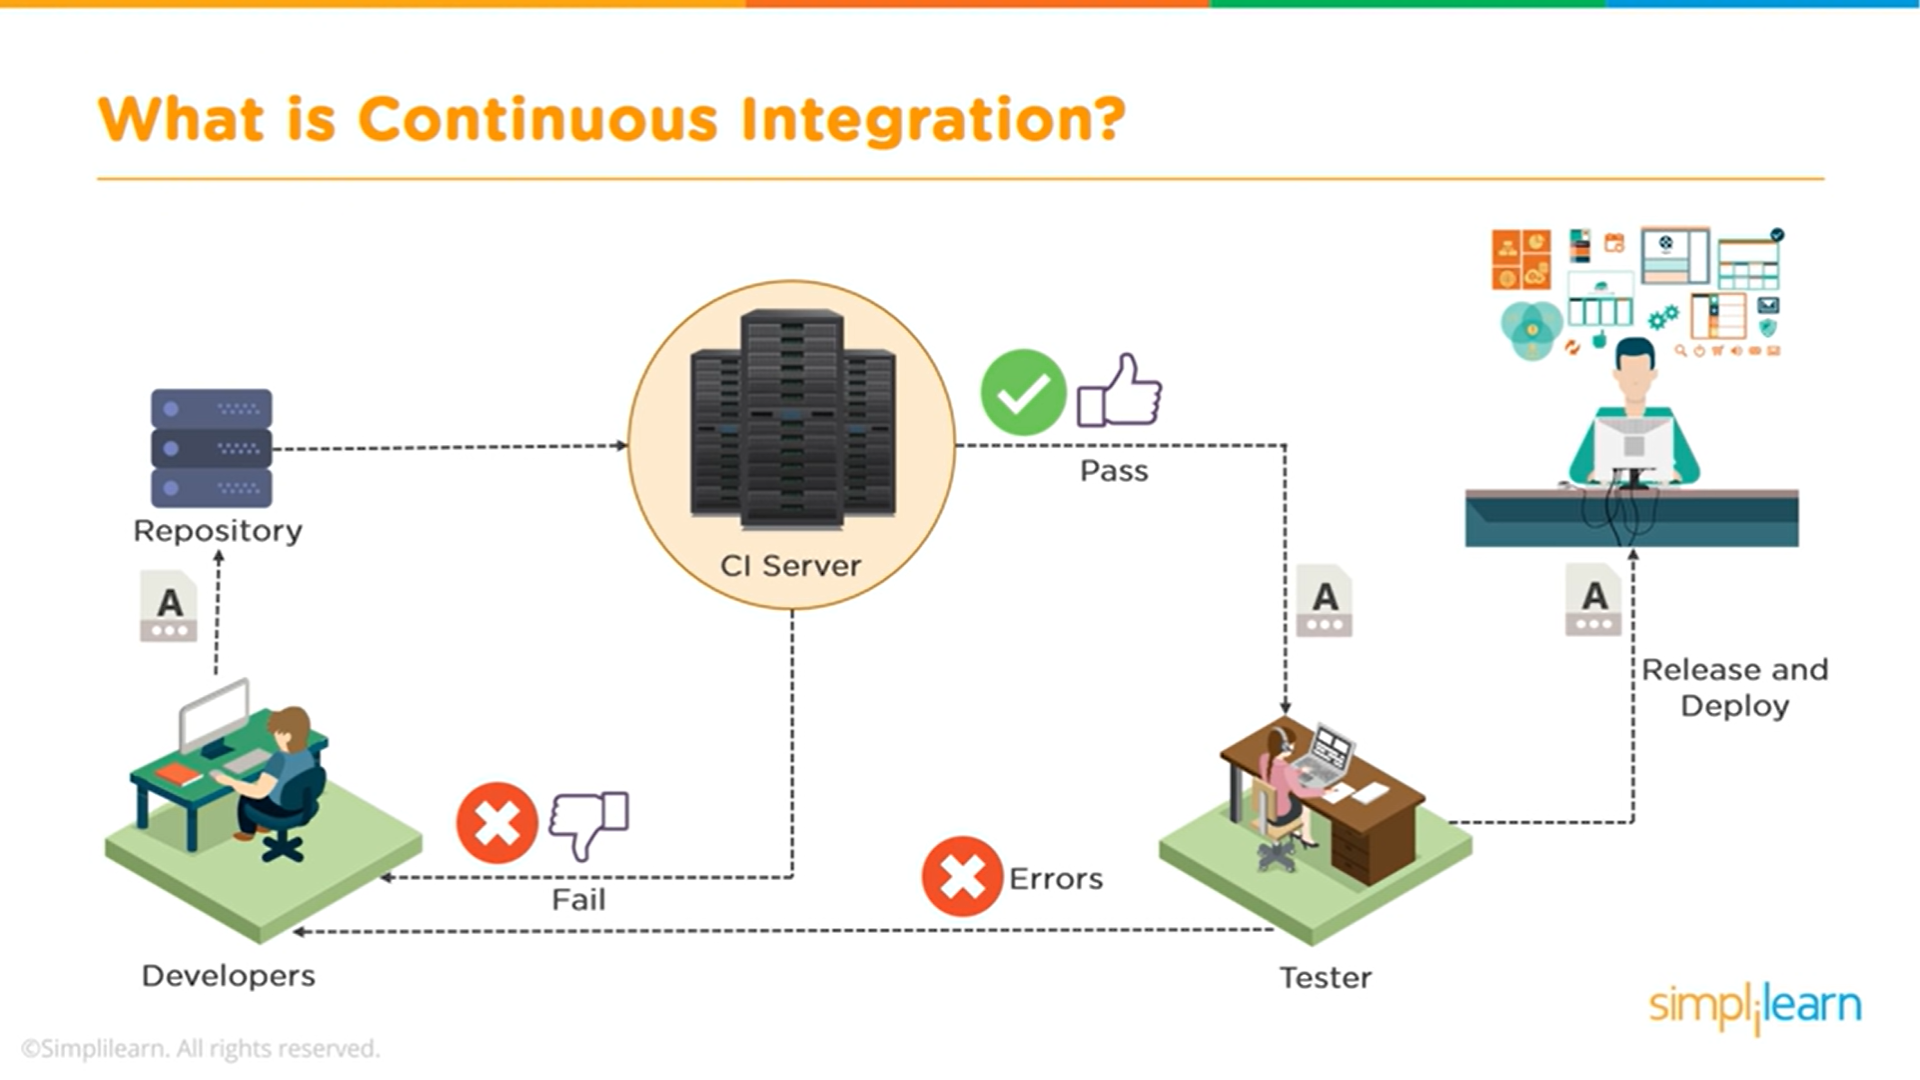 What is Continuous Integration?
Repository
CI Server
Pass
A
A
A
Release and
Deploy
Fail
Errors
Developers
Tester
simplilearn
©Simplilearn. All rights reserved.